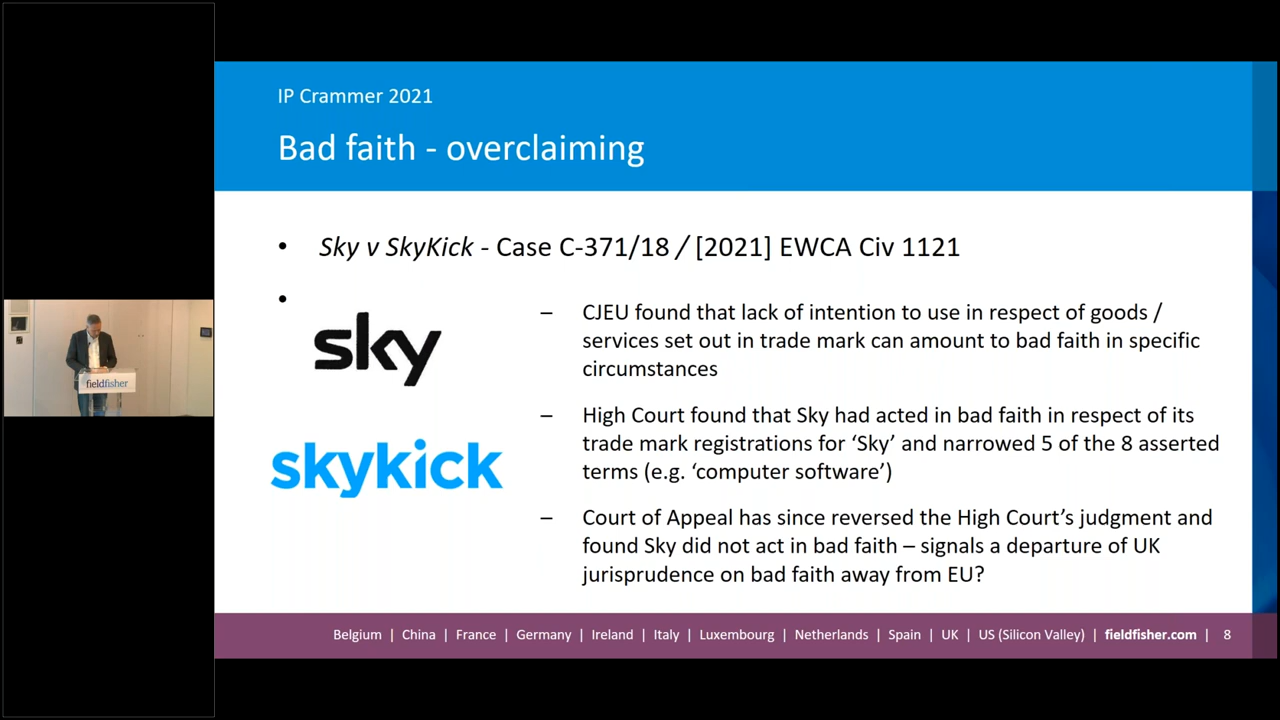 IP Crammer 2021
Bad faith - overclaiming
• Sky v SkyKick - Case C-371/18 / [2021] EWCA Civ 1121
•
sky
skykick
– CJEU found that lack of intention to use in respect of goods /
services set out in trade mark can amount to bad faith in specific
circumstances
– High Court found that Sky had acted in bad faith in respect of its
trade mark registrations for ‘Sky’ and narrowed 5 of the 8 asserted
terms (e.g. ‘computer software’)
– Court of Appeal has since reversed the High Court’s judgment and
found Sky did not act in bad faith – signals a departure of UK
jurisprudence on bad faith away from EU?
fieldfisher
Belgium | China | France | Germany | Ireland | Italy | Luxembourg | Netherlands | Spain | UK | US (Silicon Valley) | fieldfisher.com | 8